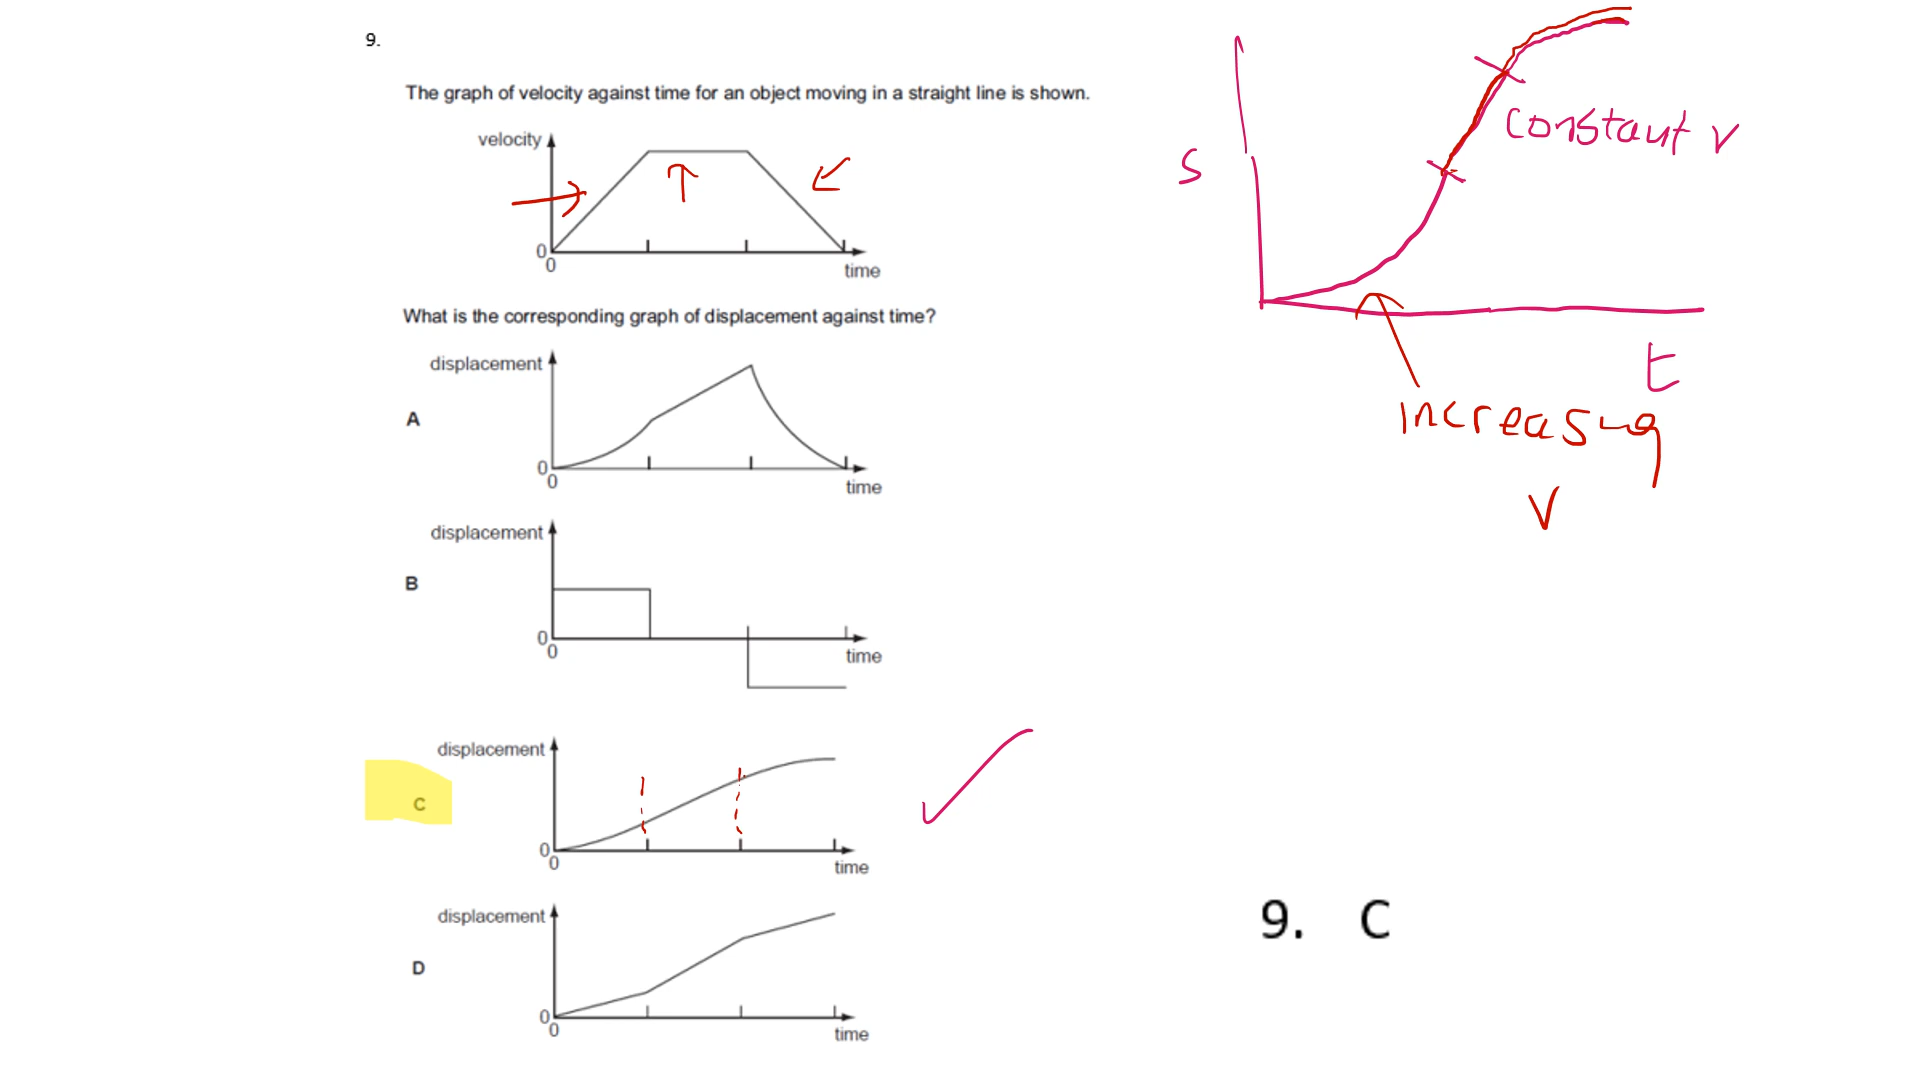 9.
The graph of velocity against time for an object moving in a straight line is shown.
velocity
0
0
time
What is the corresponding graph of displacement against time?
displacement
A
0
0
time
displacement
B
0
0
time
displacement
C
0
0
time
displacement
D
0
0
time
S
constant v
t
increasing
v
9. C